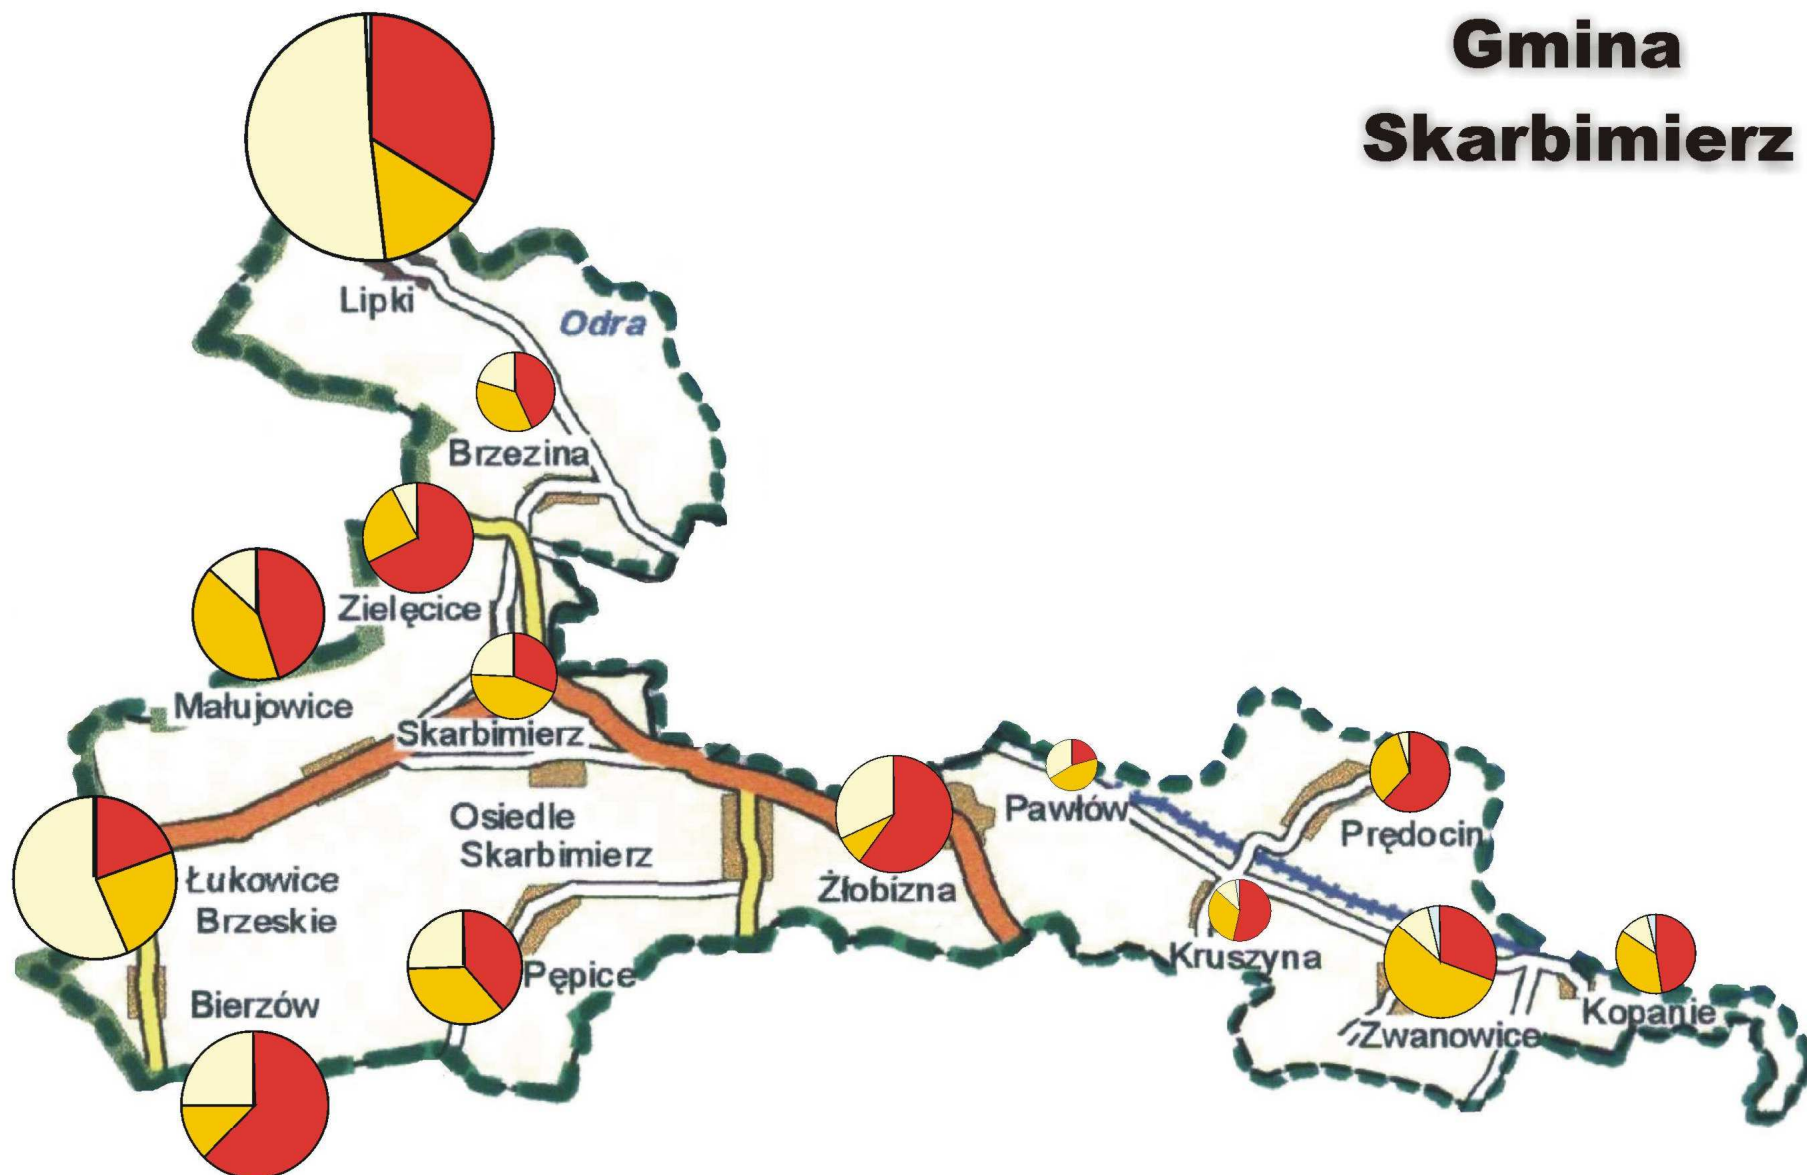 Gmina
Skarbimierz
Lipki
Odra
Brzezina
Zielęcice
Małujowice
Skarbimierz
Osiedle
Skarbimierz
Pawłów
Prędocin
Żłobizna
Łukowice
Brzeskie
Kruszyna
Pępice
Bierzów
Zwanowice
Kopanie